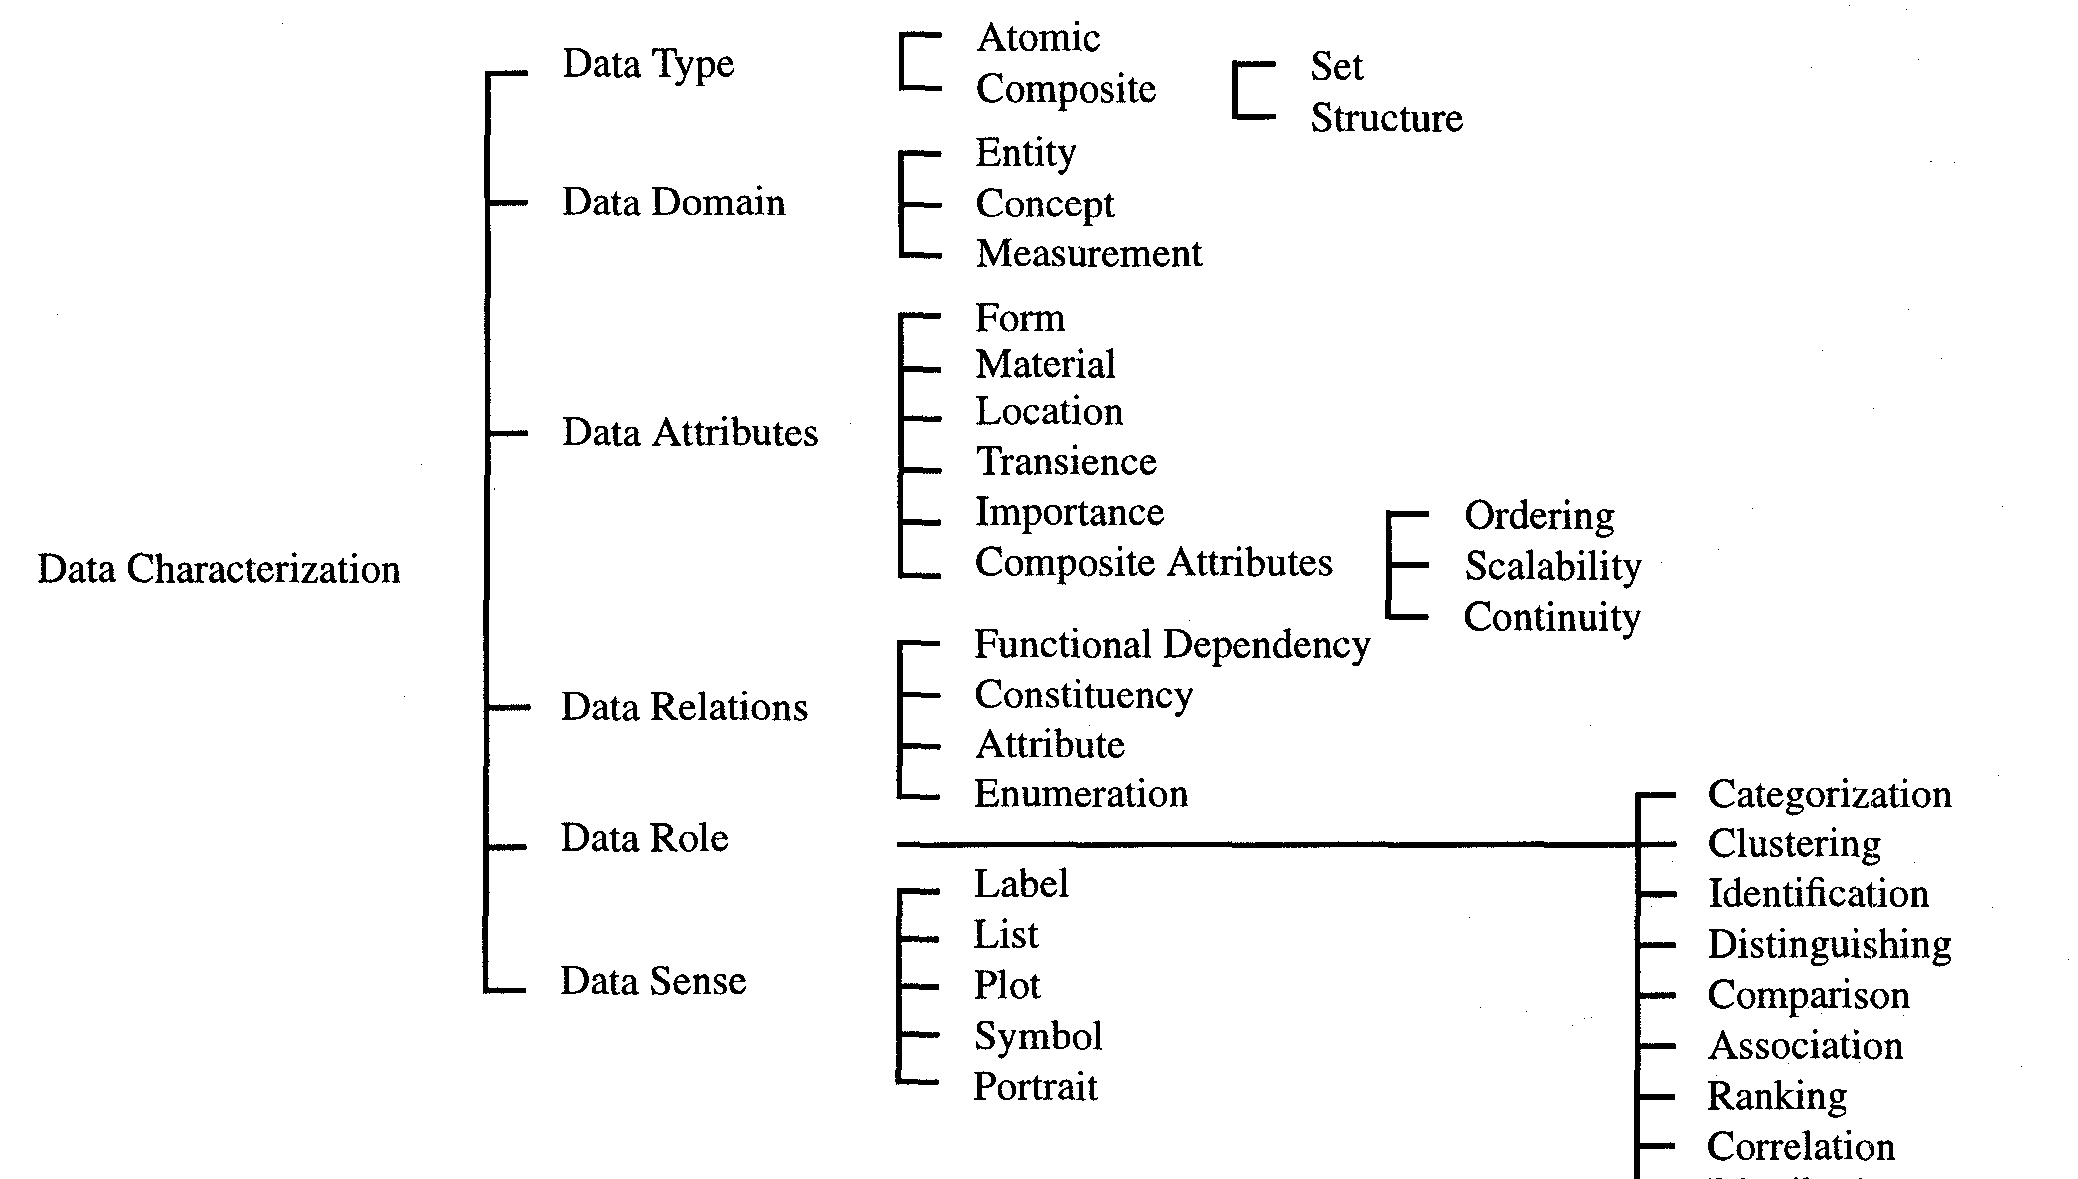 Data Characterization
Data Type
Atomic
Composite
Set
Structure
Data Domain
Entity
Concept
Measurement
Data Attributes
Form
Material
Location
Transience
Importance
Composite Attributes
Ordering
Scalability
Continuity
Data Relations
Functional Dependency
Constituency
Attribute
Enumeration
Data Role
Categorization
Clustering
Identification
Distinguishing
Comparison
Association
Ranking
Correlation
Data Sense
Label
List
Plot
Symbol
Portrait